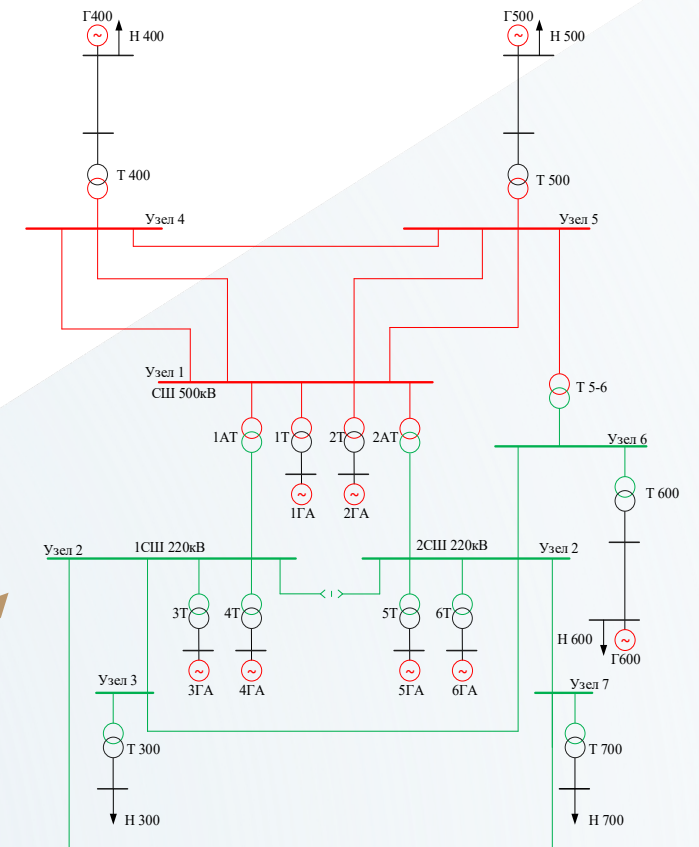 Г400
Н 400
Г500
Н 500
Т 400
Т 500
Узел 4
Узел 5
Узел 1
СШ 500кВ
Т 5-6
1АТ
1Т
2Т
2АТ
Узел 6
Т 600
1ГА
2ГА
Узел 2
1СШ 220кВ
2СШ 220кВ
Узел 2
3Т
4Т
5Т
6Т
Н 600
Г600
3ГА
4ГА
5ГА
6ГА
Узел 3
Узел 7
Т 300
Т 700
Н 300
Н 700